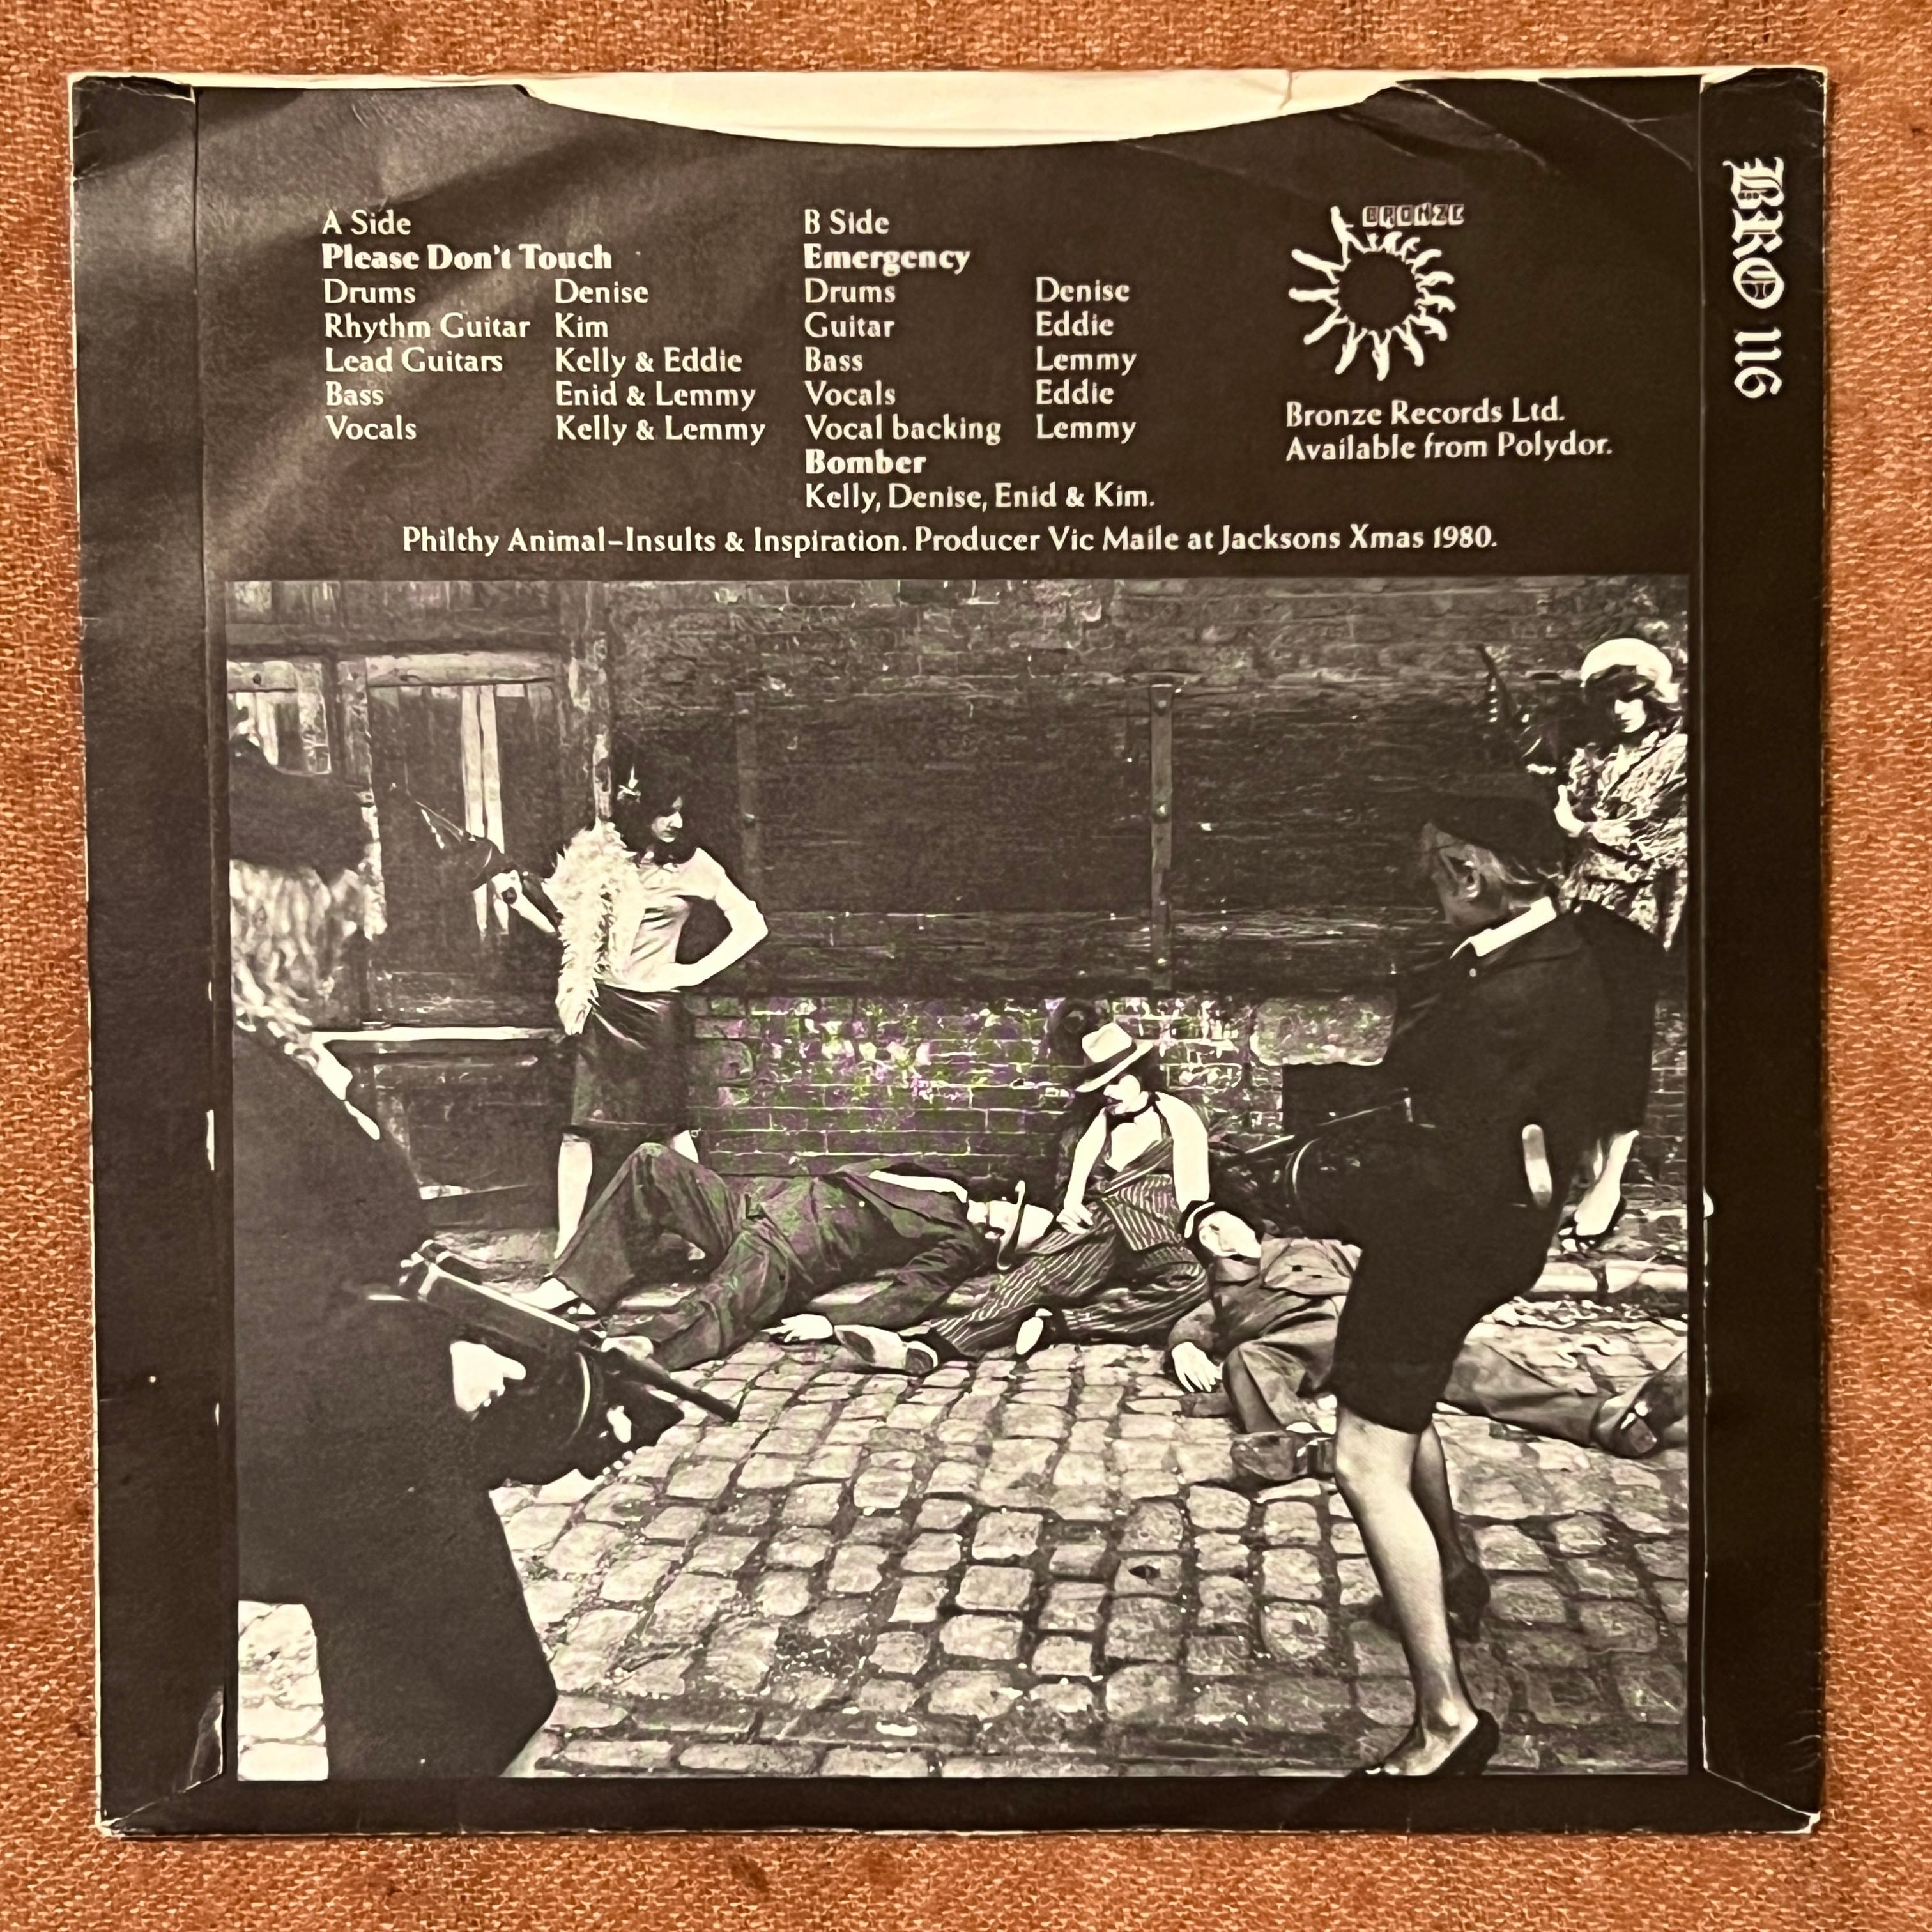 A Side
Please Don't Touch
Drums Denise
Rhythm Guitar Kim
Lead Guitars Kelly & Eddie
Bass Enid & Lemmy
Vocals Kelly & Lemmy
B Side
Emergency
Drums Denise
Guitar Eddie
Bass Lemmy
Vocals Eddie
Vocal backing Lemmy
Bomber
Kelly, Denise, Enid & Kim.
BRONZE
Bronze Records Ltd.
Available from Polydor.
Philthy Animal–Insults & Inspiration. Producer Vic Maile at Jacksons Xmas 1980.
BRO 116